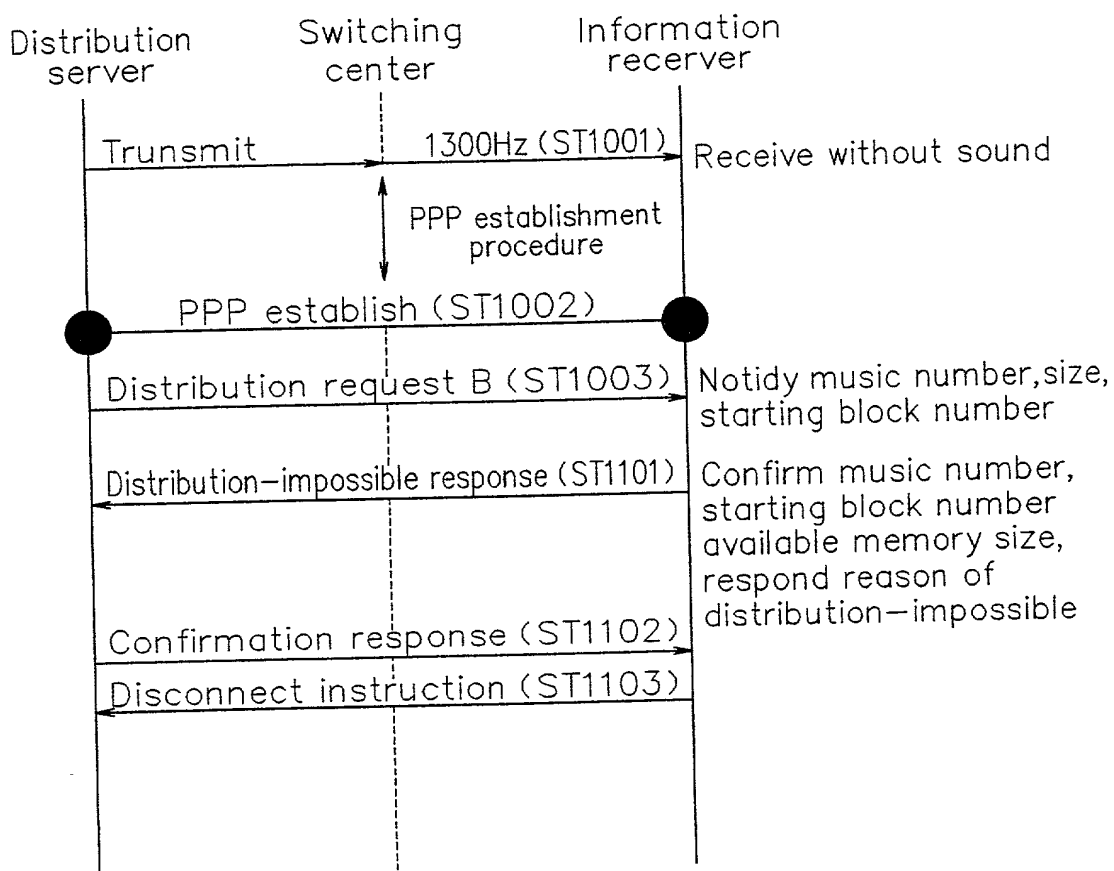 Distribution
server
Switching
center
Information
recerver
Trunsmit
1300Hz (ST1001)
Receive without sound
PPP establishment
procedure
PPP establish (ST1002)
Distribution request B (ST1003)
Notidy music number, size,
starting block number
Distribution-impossible response (ST1101)
Confirm music number,
starting block number
available memory size,
respond reason of
distribution-impossible
Confirmation response (ST1102)
Disconnect instruction (ST1103)